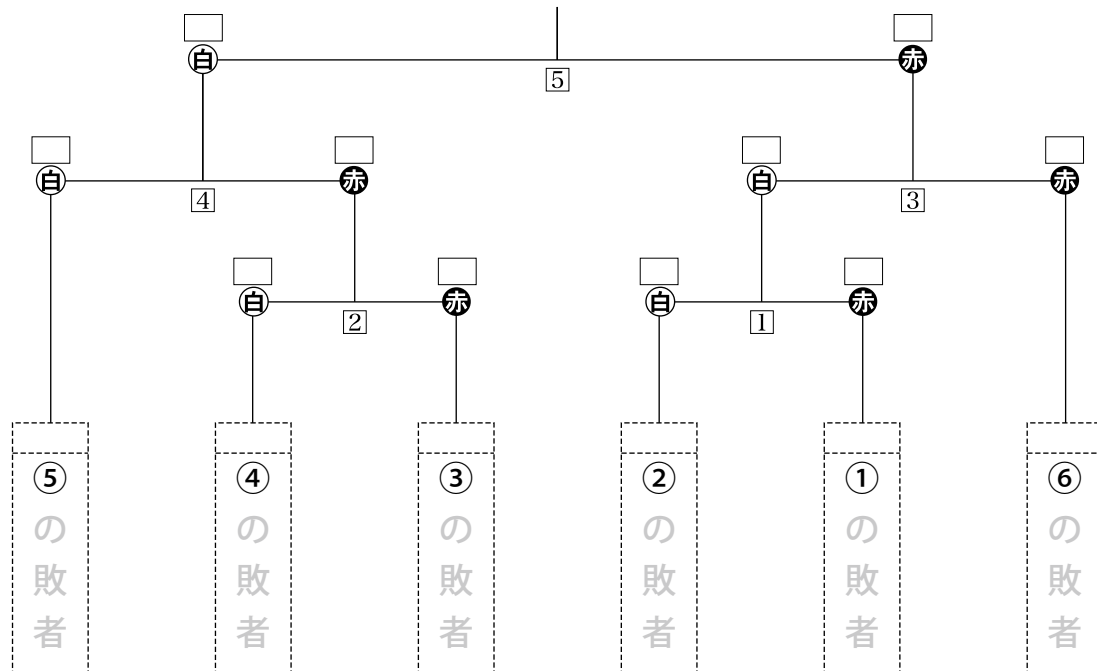 白 赤
5
白 赤 白 赤
4 3
白 赤 白 赤
2 1
⑤の敗者
④の敗者
③の敗者
②の敗者
①の敗者
⑥の敗者